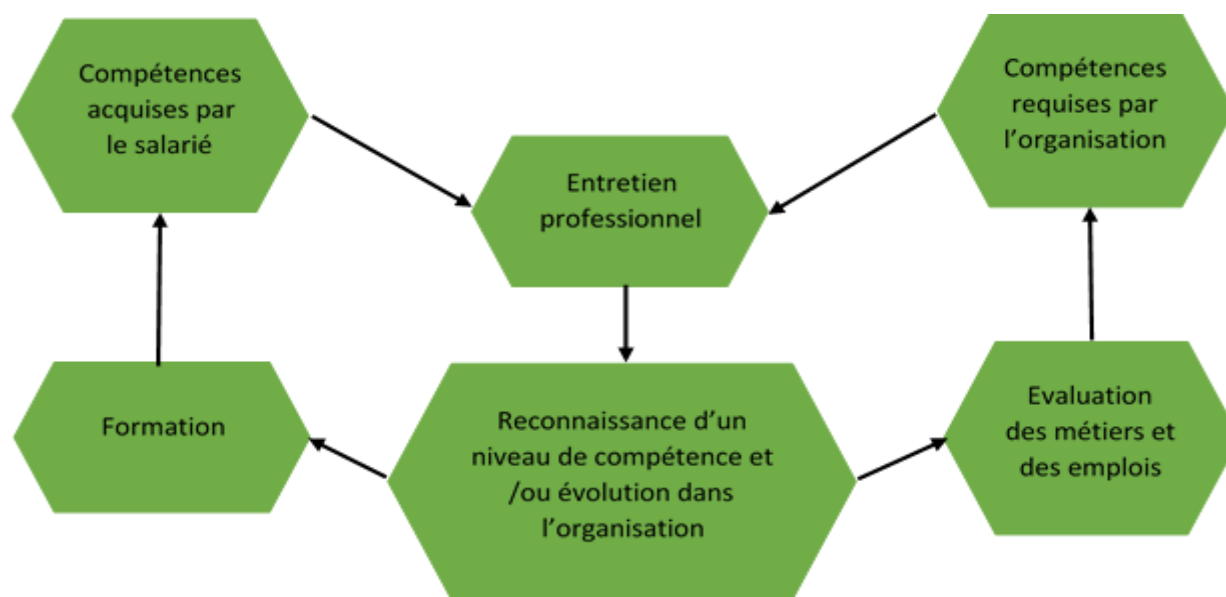 Compétences
acquises par
le salarié
Compétences
requises par
l’organisation
Entretien
professionnel
Formation
Reconnaissance d’un
niveau de compétence et
/ou évolution dans
l’organisation
Evaluation
des métiers et
des emplois